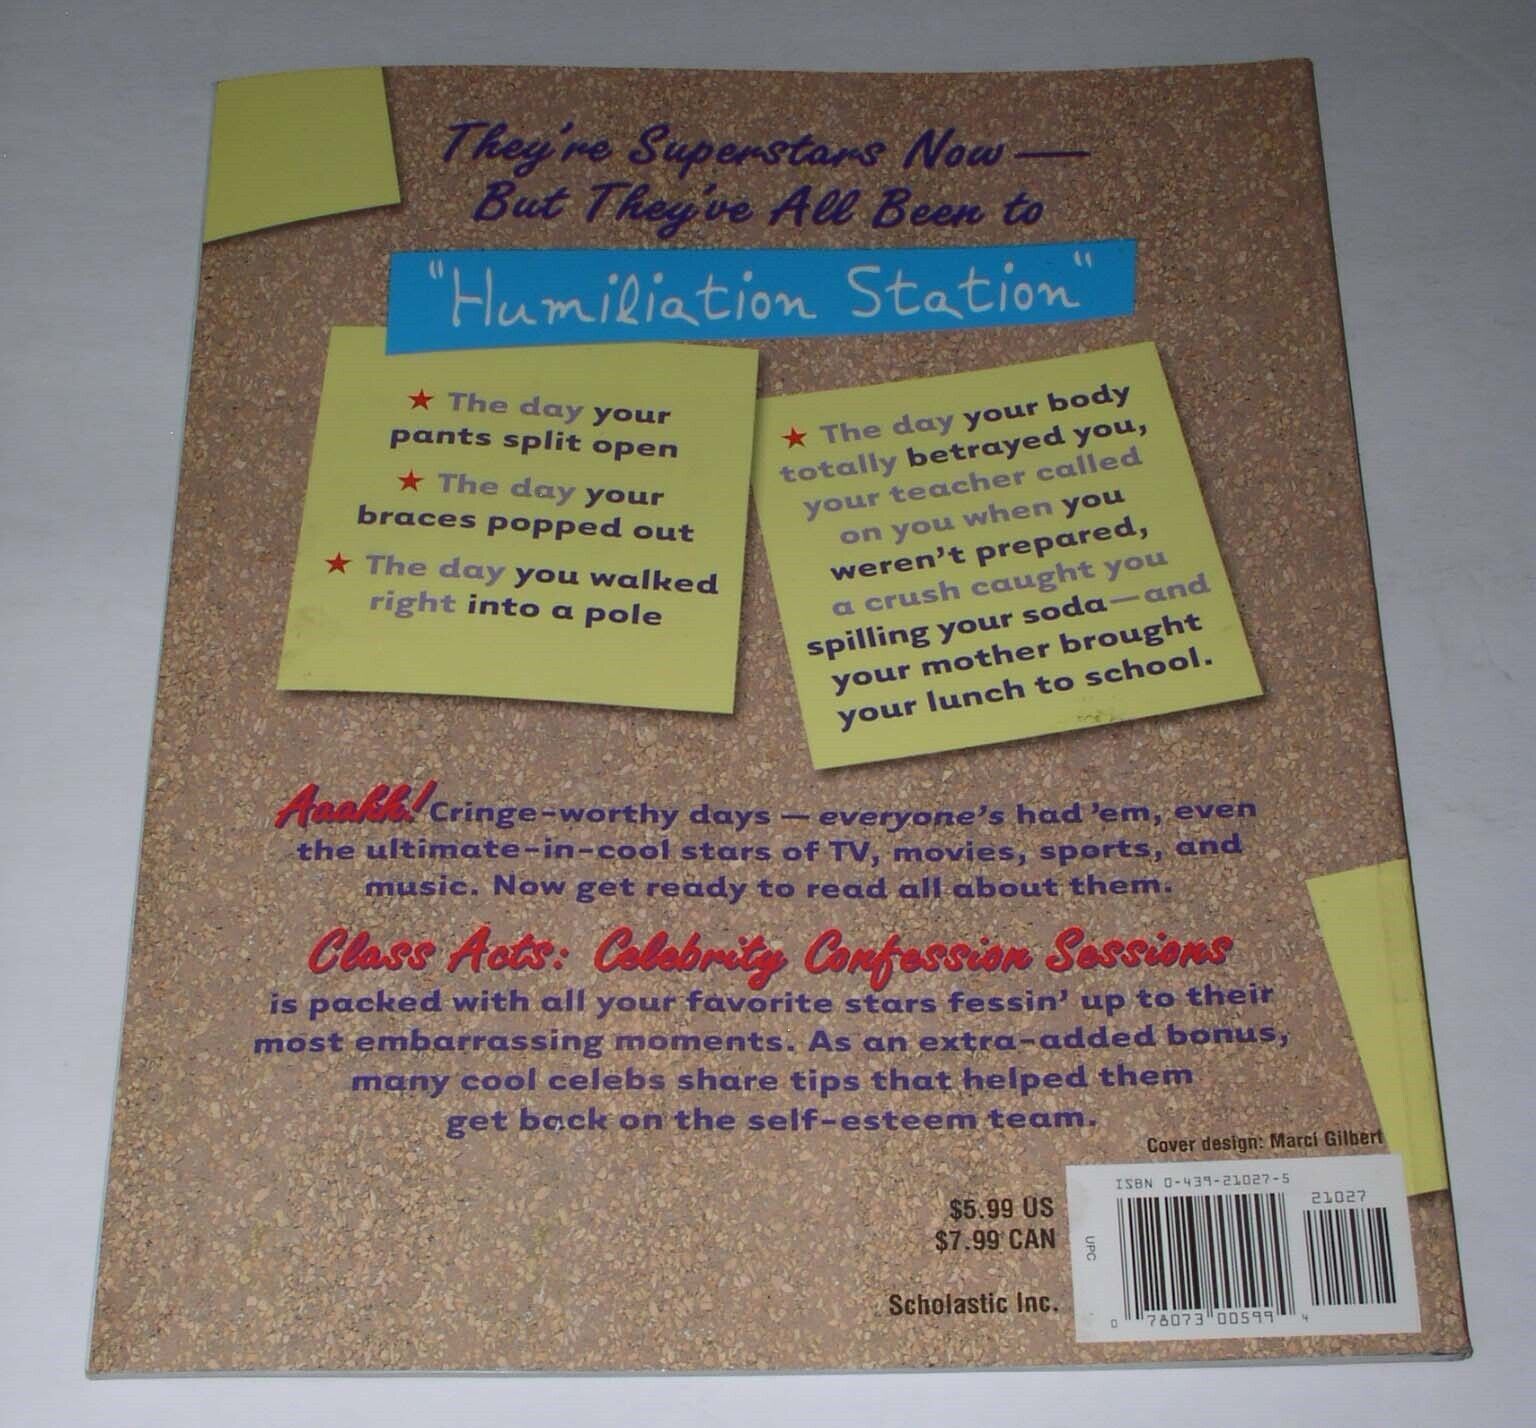 They're Superstars Now —
But They've All Been to
"Humiliation Station"
★ The day your
pants split open
★ The day your
braces popped out
★ The day you walked
right into a pole
★ The day your body
totally betrayed you,
your teacher called
on you when you
weren't prepared,
a crush caught you
spilling your soda—and
your mother brought
your lunch to school.
Aaahh! Cringe-worthy days — everyone's had 'em, even
the ultimate-in-cool stars of TV, movies, sports, and
music. Now get ready to read all about them.
Class Acts: Celebrity Confession Sessions
is packed with all your favorite stars fessin' up to their
most embarrassing moments. As an extra-added bonus,
many cool celebs share tips that helped them
get back on the self-esteem team.
Cover design: Marci Gilbert
$5.99 US
$7.99 CAN
Scholastic Inc.
ISBN 0-439-21027-5
21027
UPC
0 78073 00599 4